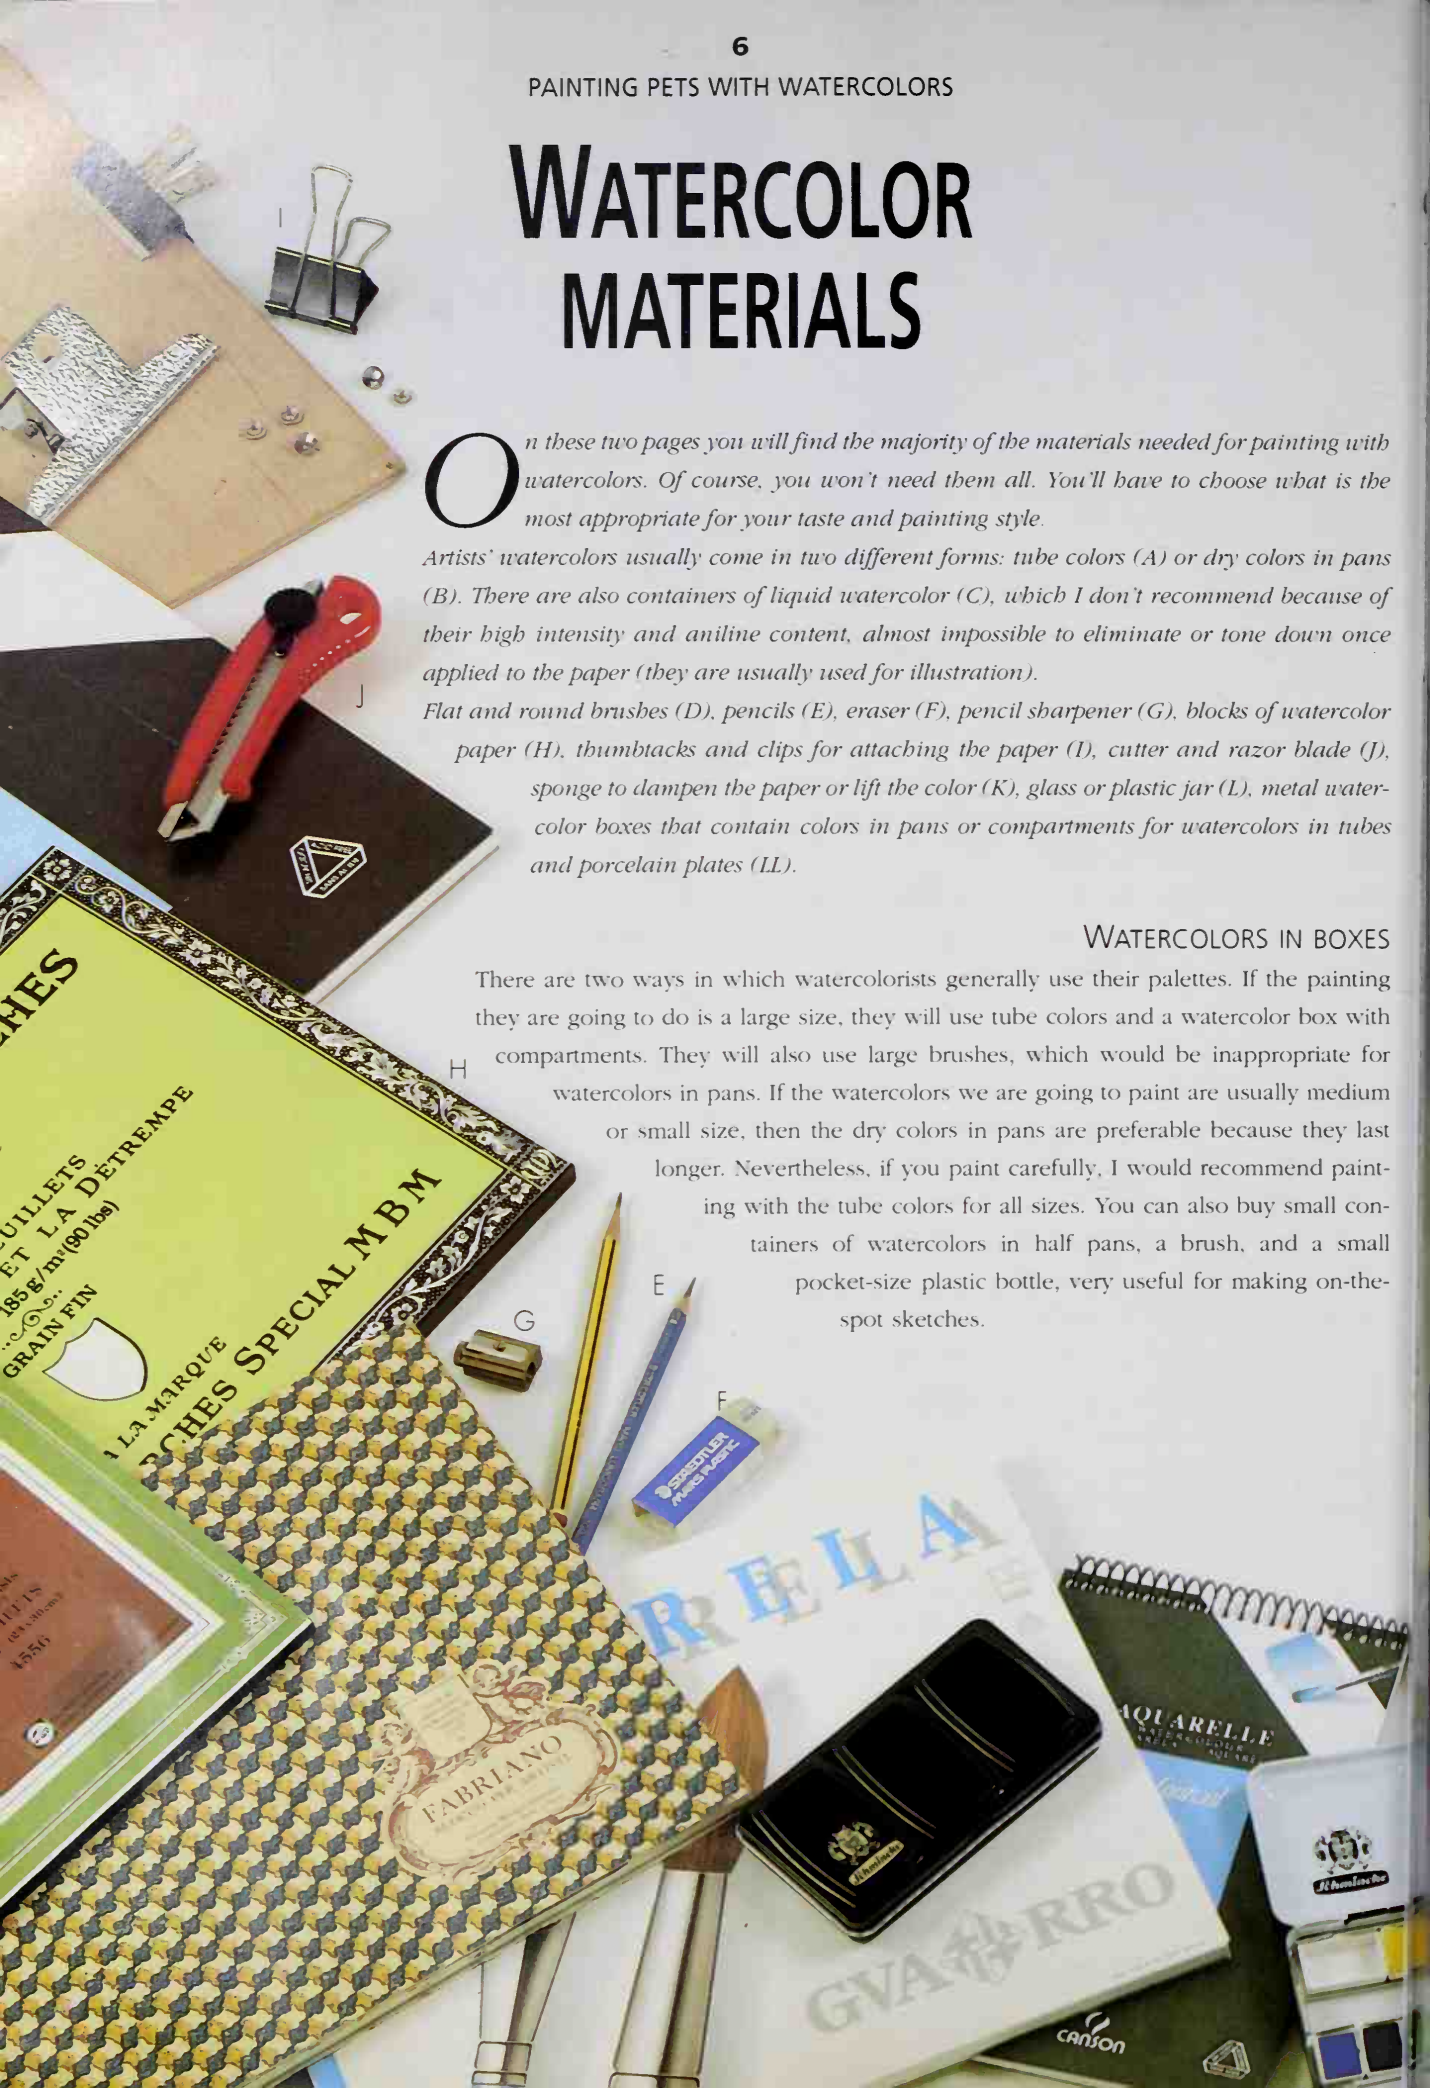 6
PAINTING PETS WITH WATERCOLORS
WATERCOLOR
MATERIALS
I
On these two pages you will find the majority of the materials needed for painting with
watercolors. Of course, you won't need them all. You'll have to choose what is the
most appropriate for your taste and painting style.
Artists' watercolors usually come in two different forms: tube colors (A) or dry colors in pans
(B). There are also containers of liquid watercolor (C), which I don't recommend because of
their high intensity and aniline content, almost impossible to eliminate or tone down once
applied to the paper (they are usually used for illustration).
Flat and round brushes (D), pencils (E), eraser (F), pencil sharpener (G), blocks of watercolor
paper (H), thumbtacks and clips for attaching the paper (I), cutter and razor blade (J),
sponge to dampen the paper or lift the color (K), glass or plastic jar (L), metal water-
color boxes that contain colors in pans or compartments for watercolors in tubes
and porcelain plates (LL).
J
WATERCOLORS IN BOXES
There are two ways in which watercolorists generally use their palettes. If the painting
they are going to do is a large size, they will use tube colors and a watercolor box with
compartments. They will also use large brushes, which would be inappropriate for
watercolors in pans. If the watercolors we are going to paint are usually medium
or small size, then the dry colors in pans are preferable because they last
longer. Nevertheless, if you paint carefully, I would recommend paint-
ing with the tube colors for all sizes. You can also buy small con-
tainers of watercolors in half pans, a brush, and a small
pocket-size plastic bottle, very useful for making on-the-
spot sketches.
H
UILLETS
ET LA DÉTREMPE
185 g/m² (90 lbs)
GRAIN FIN
A LA MARQUE
RCHES SPECIAL MBM
G
E
F
STAEDTLER
MARS PLASTIC
RELA
4556
FABRIANO
Schmincke
AQUARELLE
Schmincke
GVARRO
CANSON